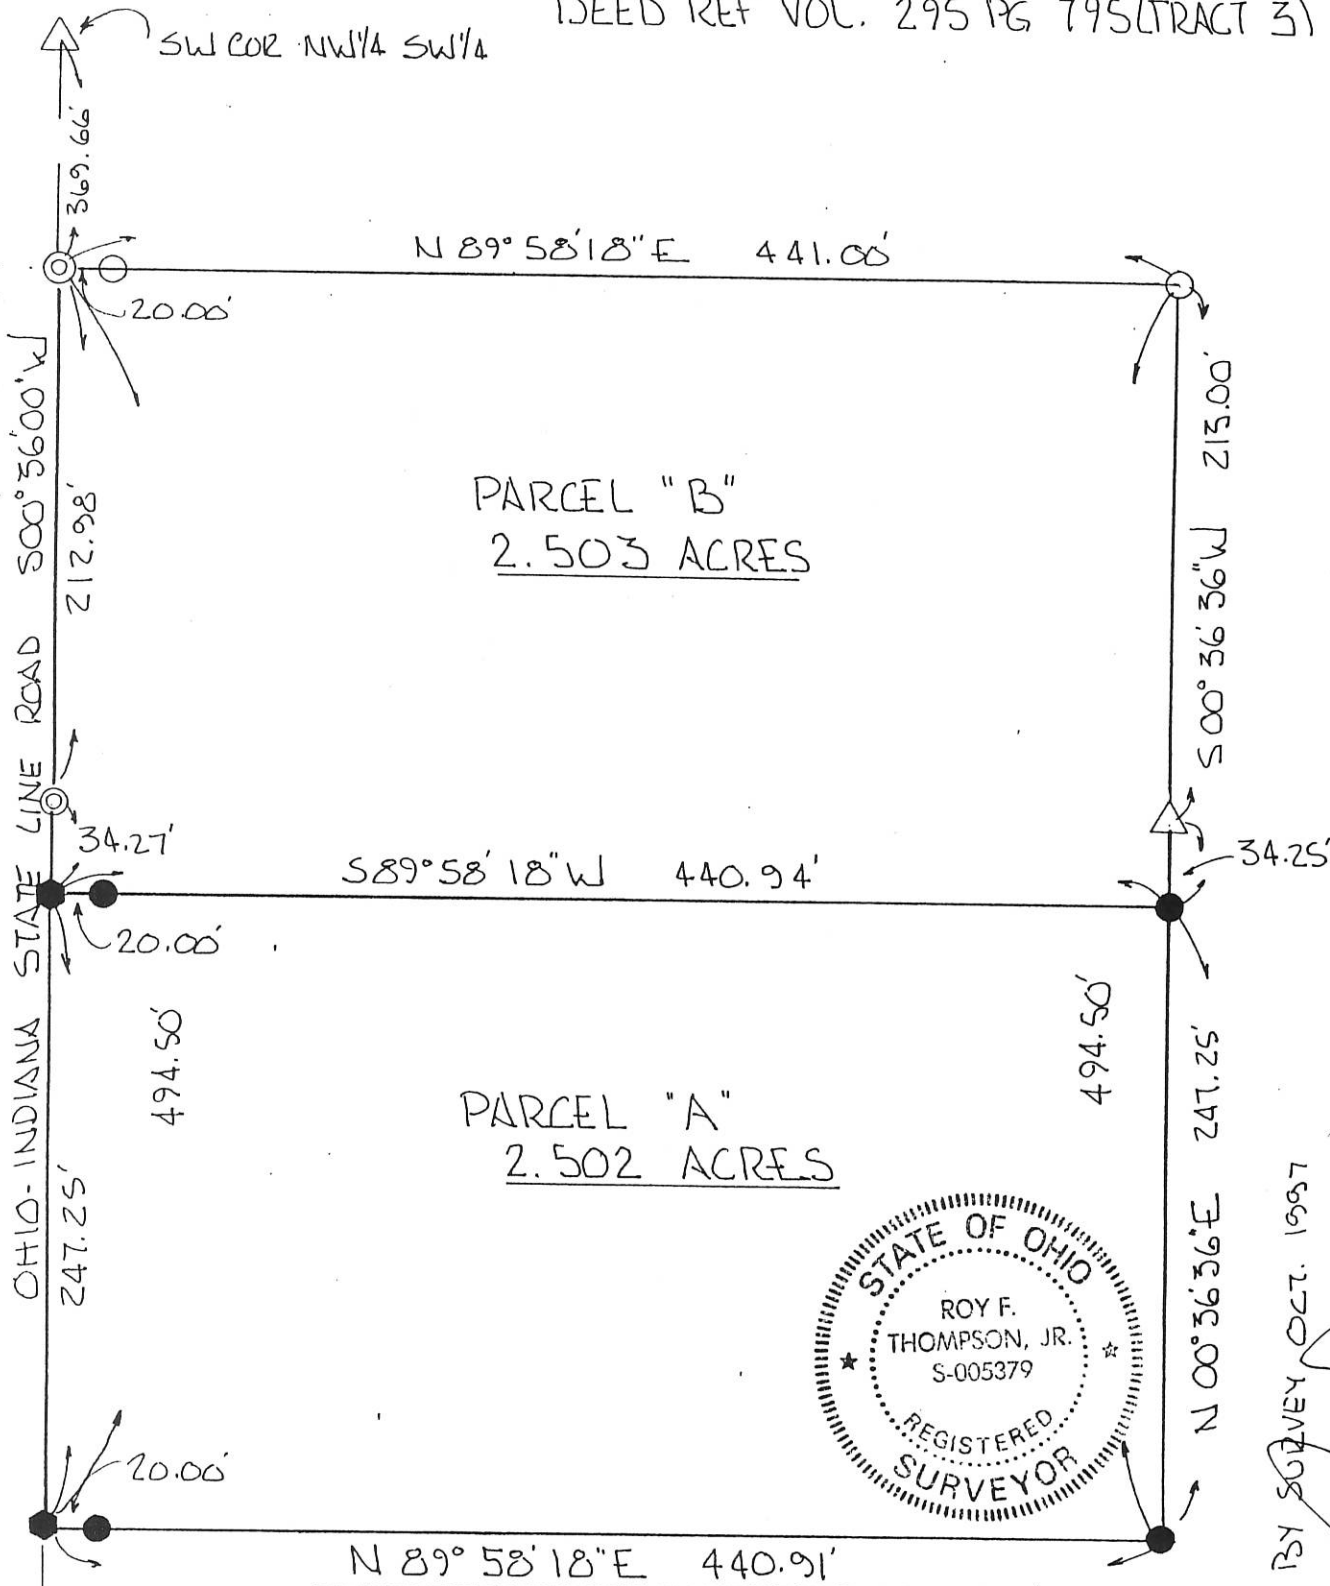 DEED REF VOL. 295 PG 795(TRACT 3)
SW COR NW1/4 SW1/4
369.66'
N 89° 58' 18" E 441.00'
20.00'
S00° 36' 00" W
212.98'
213.00'
S 00° 36' 36" W
PARCEL "B"
2.503 ACRES
34.27'
34.25'
S89° 58' 18" W 440.94'
20.00'
OHIO-INDIANA STATE LINE ROAD
494.50'
494.50'
247.25'
247.25'
N 00° 36' 36" E
PARCEL "A"
2.502 ACRES
STATE OF OHIO
ROY F.
THOMPSON, JR.
S-005379
REGISTERED
SURVEYOR
BY SURVEY OCT. 1997
20.00'
N 89° 58' 18" E 440.91'